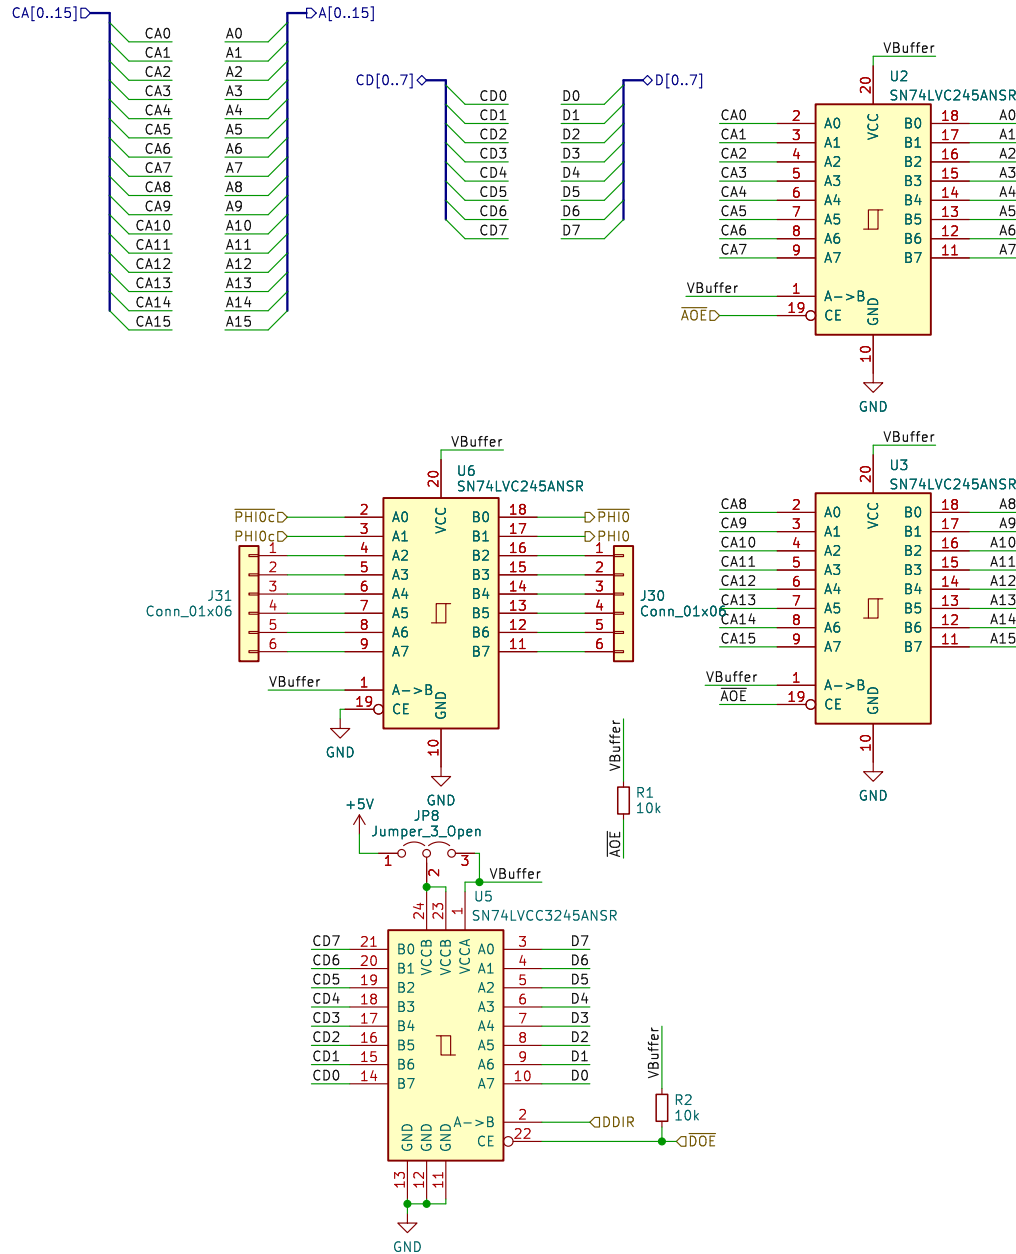 CA[0..15]
CA0
CA1
CA2
CA3
CA4
CA5
CA6
CA7
CA8
CA9
CA10
CA11
CA12
CA13
CA14
CA15
A[0..15]
A0
A1
A2
A3
A4
A5
A6
A7
A8
A9
A10
A11
A12
A13
A14
A15
CD[0..7]
CD0
CD1
CD2
CD3
CD4
CD5
CD6
CD7
D[0..7]
D0
D1
D2
D3
D4
D5
D6
D7
VBuffer
U2
SN74LVC245ANSR
20
VCC
CA0 2 A0 B0 18 A0
CA1 3 A1 B1 17 A1
CA2 4 A2 B2 16 A2
CA3 5 A3 B3 15 A3
CA4 6 A4 B4 14 A4
CA5 7 A5 B5 13 A5
CA6 8 A6 B6 12 A6
CA7 9 A7 B7 11 A7
VBuffer 1 A->B
AOE 19 CE
GND
10
GND
VBuffer
U6
SN74LVC245ANSR
20
VCC
PHI0c 2 A0 B0 18 PHI0
PHI0c 3 A1 B1 17 PHI0
1 4 A2 B2 16 1
2 5 A3 B3 15 2
3 6 A4 B4 14 3
4 7 A5 B5 13 4
5 8 A6 B6 12 5
6 9 A7 B7 11 6
J31
Conn_01x06
J30
Conn_01x06
VBuffer 1 A->B
19 CE
GND
GND
10
GND
VBuffer
U3
SN74LVC245ANSR
20
VCC
CA8 2 A0 B0 18 A8
CA9 3 A1 B1 17 A9
CA10 4 A2 B2 16 A10
CA11 5 A3 B3 15 A11
CA12 6 A4 B4 14 A12
CA13 7 A5 B5 13 A13
CA14 8 A6 B6 12 A14
CA15 9 A7 B7 11 A15
VBuffer 1 A->B
AOE 19 CE
GND
10
GND
VBuffer
R1
10k
AOE
+5V
JP8
Jumper_3_Open
1 2 3
VBuffer
U5
SN74LVCC3245ANSR
24 23 1
VCCB VCCB VCCA
CD7 21 B0 A0 3 D7
CD6 20 B1 A1 4 D6
CD5 19 B2 A2 5 D5
CD4 18 B3 A3 6 D4
CD3 17 B4 A4 7 D3
CD2 16 B5 A5 8 D2
CD1 15 B6 A6 9 D1
CD0 14 B7 A7 10 D0
A->B 2 DDIR
CE 22 DOE
GND GND GND
13 12 11
GND
VBuffer
R2
10k